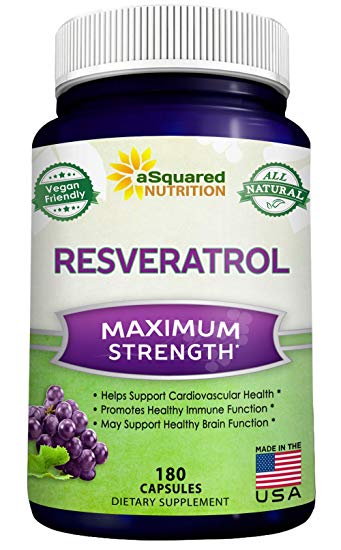 aSquared
NUTRITION
Vegan
Friendly
ALL
NATURAL
RESVERATROL
MAXIMUM
STRENGTH*
• Helps Support Cardiovascular Health *
• Promotes Healthy Immune Function *
• May Support Healthy Brain Function *
180
CAPSULES
DIETARY SUPPLEMENT
MADE IN THE
USA